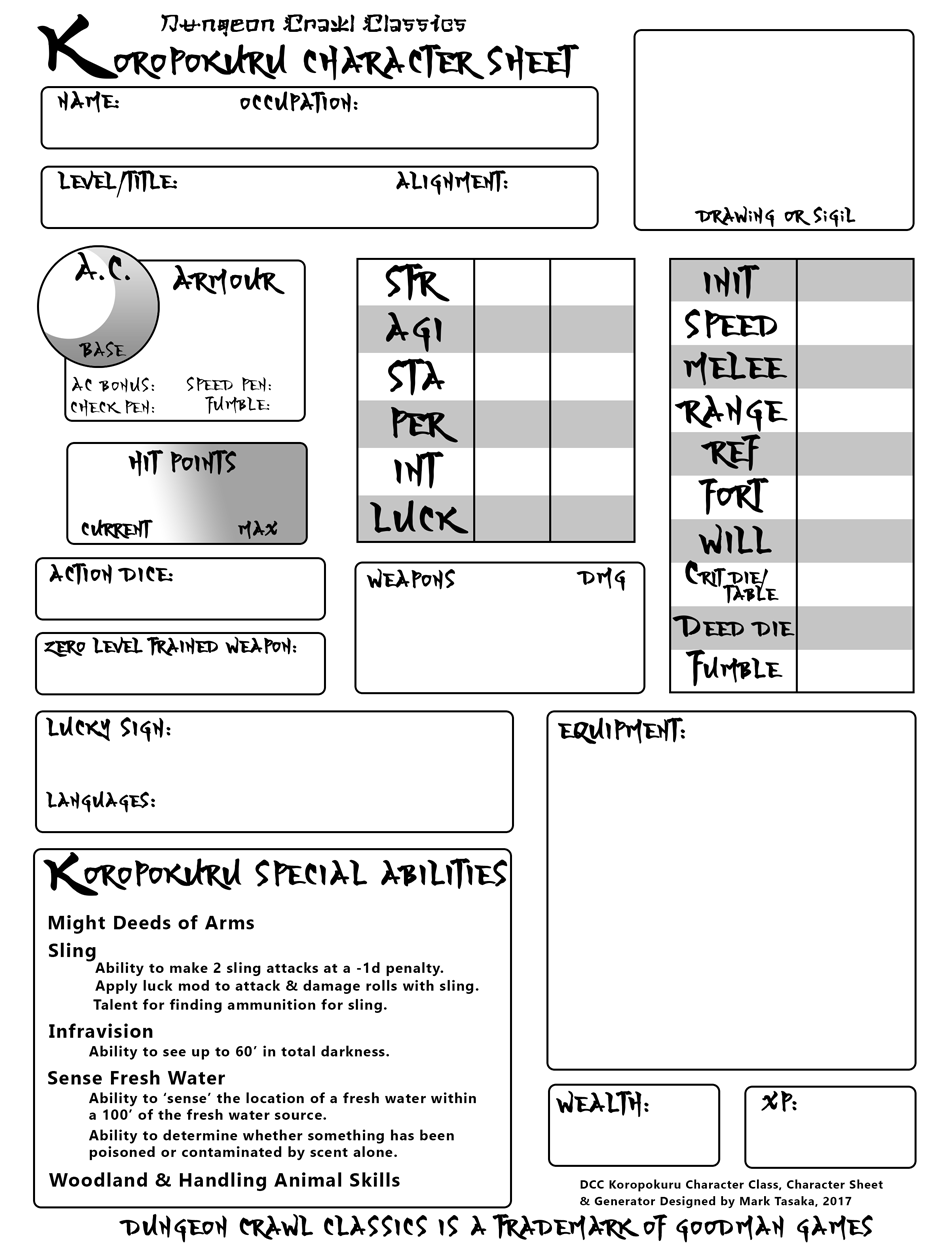 Dungeon Crawl Classics
KOROPOKURU CHARACTER SHEET
NAME: OCCUPATION:
LEVEL/TITLE: ALIGNMENT:
DRAWING OR SIGIL
A.C.
BASE
ARMOUR
AC BONUS: SPEED PEN:
CHECK PEN: FUMBLE:
HIT POINTS
CURRENT MAX
ACTION DICE:
ZERO LEVEL TRAINED WEAPON:
STR
AGI
STA
PER
INT
LUCK
WEAPONS DMG
INIT
SPEED
MELEE
RANGE
REF
FORT
WILL
CRIT DIE/
TABLE
DEED DIE
FUMBLE
LUCKY SIGN:
LANGUAGES:
EQUIPMENT:
KOROPOKURU SPECIAL ABILITIES
Might Deeds of Arms
Sling
Ability to make 2 sling attacks at a -1d penalty.
Apply luck mod to attack & damage rolls with sling.
Talent for finding ammunition for sling.
Infravision
Ability to see up to 60’ in total darkness.
Sense Fresh Water
Ability to ‘sense’ the location of a fresh water within
a 100’ of the fresh water source.
Ability to determine whether something has been
poisoned or contaminated by scent alone.
Woodland & Handling Animal Skills
WEALTH:
XP:
DCC Koropokuru Character Class, Character Sheet
& Generator Designed by Mark Tasaka, 2017
DUNGEON CRAWL CLASSICS IS A TRADEMARK OF GOODMAN GAMES